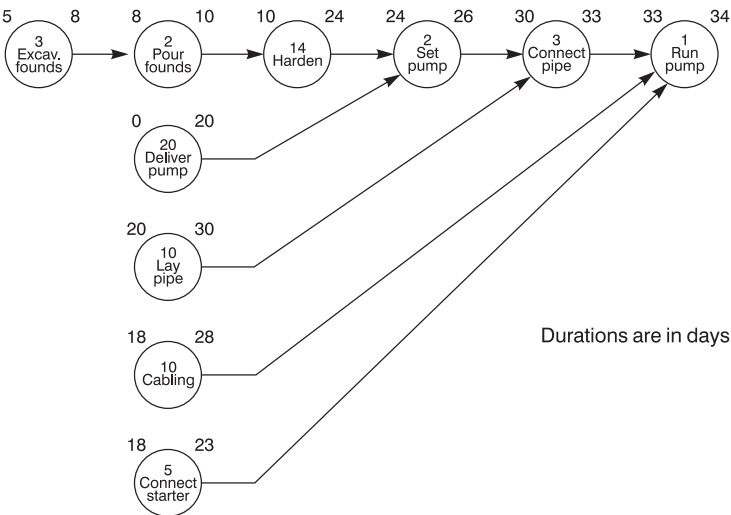 5 8 8 10 10 24 24 26 30 33 33 34
3
Excav.
founds
2
Pour
founds
14
Harden
2
Set
pump
3
Connect
pipe
1
Run
pump
0 20
20
Deliver
pump
20 30
10
Lay
pipe
18 28
10
Cabling
Durations are in days
18 23
5
Connect
starter